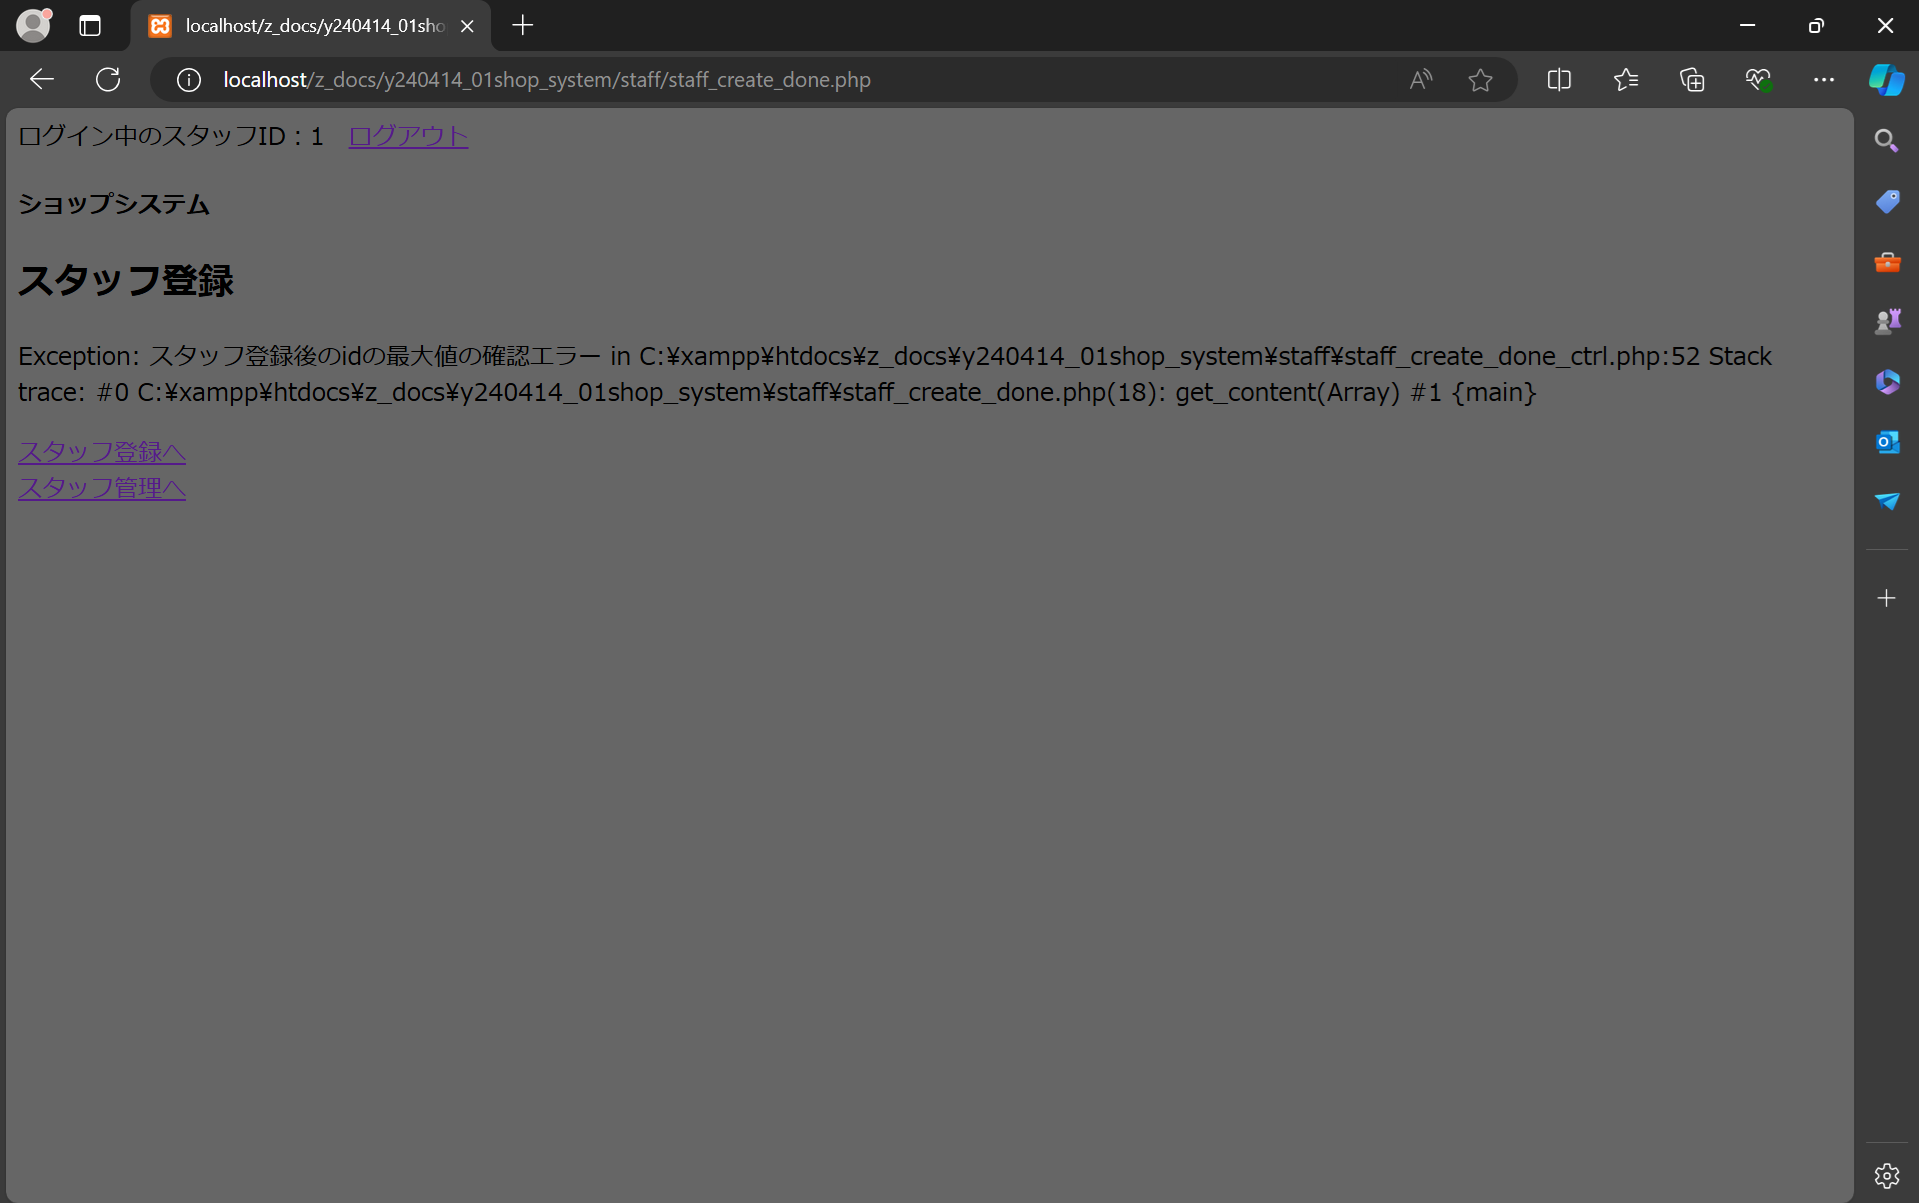 localhost/z_docs/y240414_01sho
localhost/z_docs/y240414_01shop_system/staff/staff_create_done.php
ログイン中のスタッフID：1 ログアウト
ショップシステム
スタッフ登録
Exception: スタッフ登録後のidの最大値の確認エラー in C:¥xampp¥htdocs¥z_docs¥y240414_01shop_system¥staff¥staff_create_done_ctrl.php:52 Stack
trace: #0 C:¥xampp¥htdocs¥z_docs¥y240414_01shop_system¥staff¥staff_create_done.php(18): get_content(Array) #1 {main}
スタッフ登録へ
スタッフ管理へ